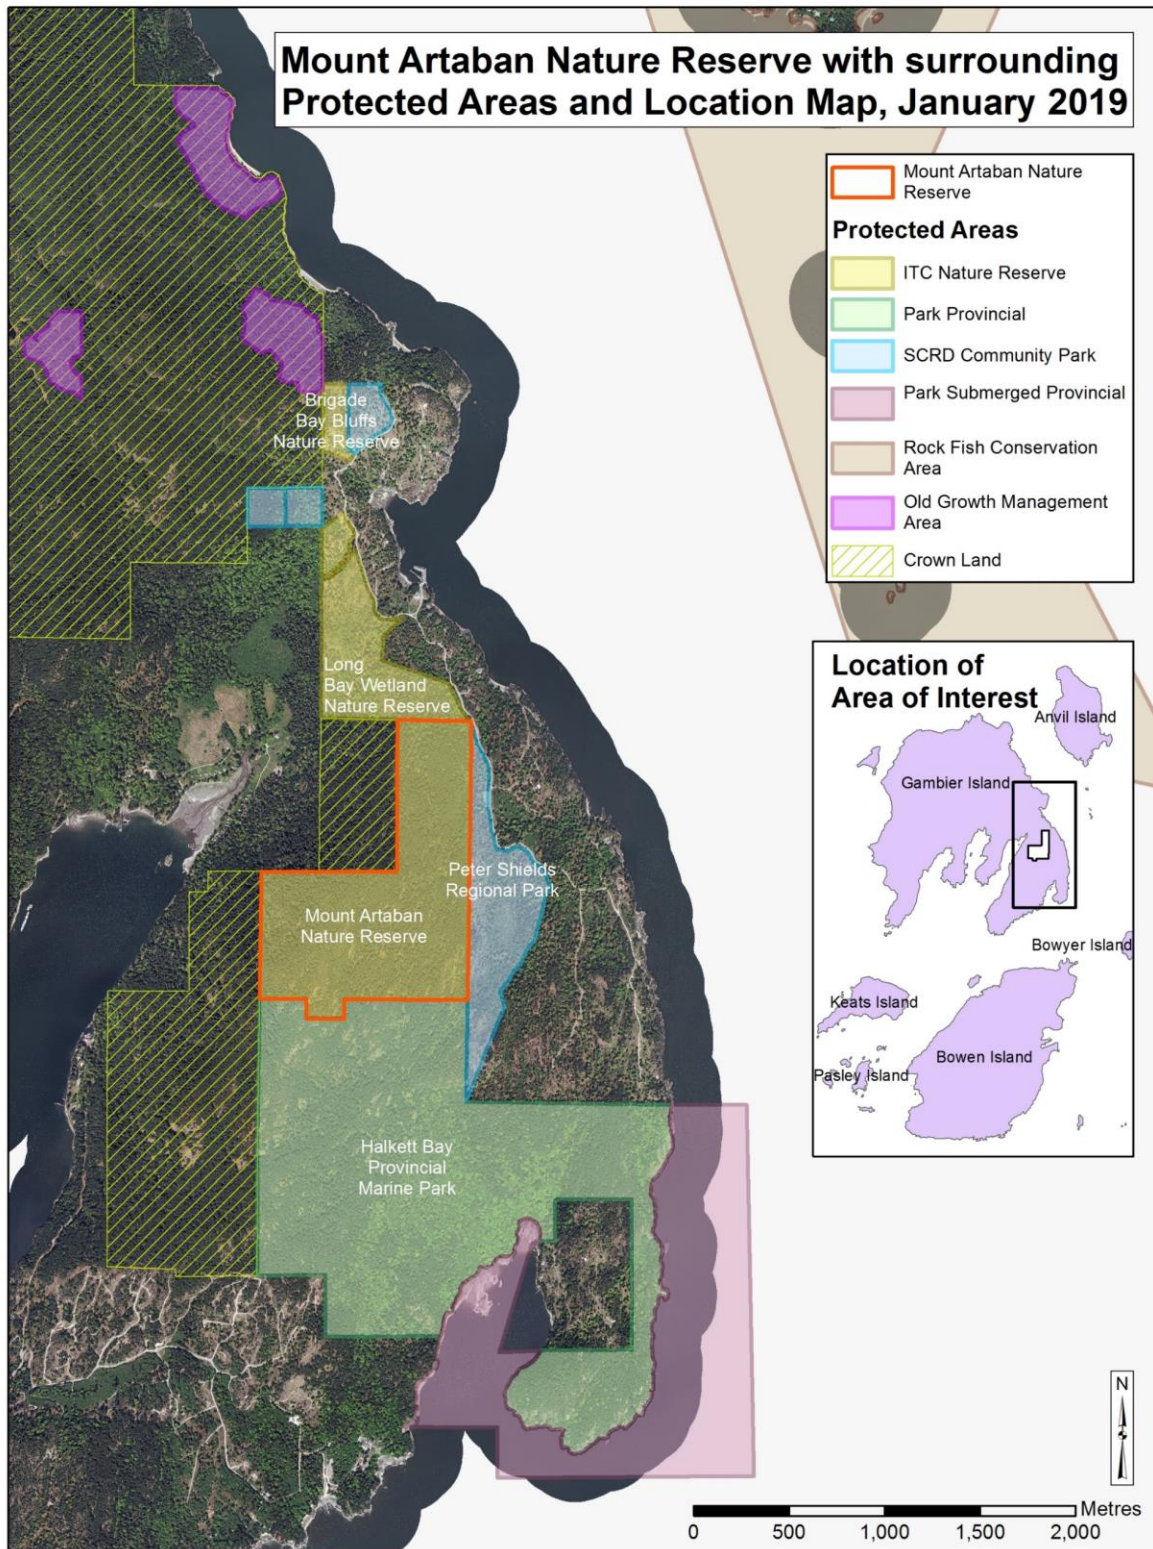 Mount Artaban Nature Reserve with surrounding
Protected Areas and Location Map, January 2019
Mount Artaban Nature
Reserve
Protected Areas
ITC Nature Reserve
Park Provincial
SCRD Community Park
Park Submerged Provincial
Rock Fish Conservation
Area
Old Growth Management
Area
Crown Land
Brigade
Bay Bluffs
Nature Reserve
Long
Bay Wetland
Nature Reserve
Peter Shields
Regional Park
Mount Artaban
Nature Reserve
Halkett Bay
Provincial
Marine Park
Location of
Area of Interest
Anvil Island
Gambier Island
Bowyer Island
Keats Island
Bowen Island
Pasley Island
N
Metres
0 500 1,000 1,500 2,000